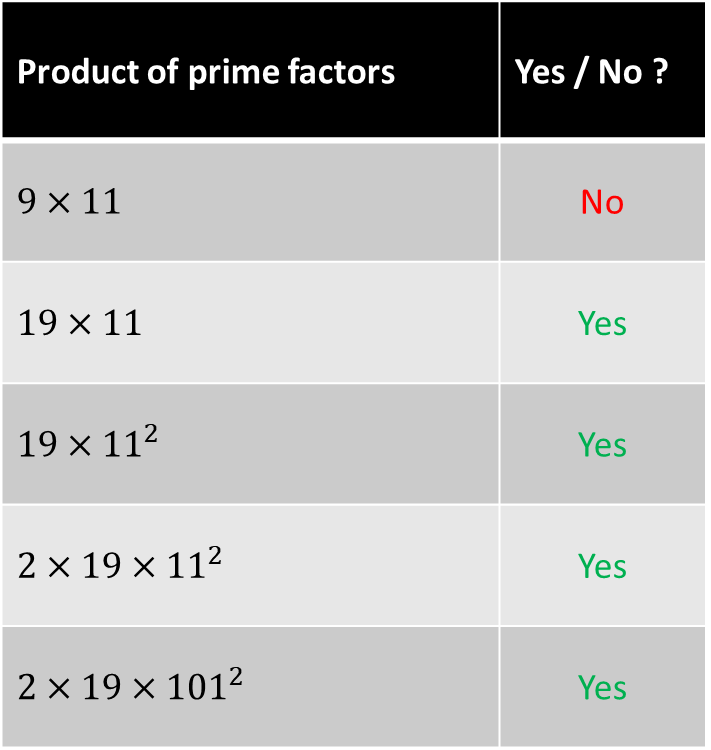 Product of prime factors Yes / No ?
9 × 11 No
19 × 11 Yes
19 × 11² Yes
2 × 19 × 11² Yes
2 × 19 × 101² Yes